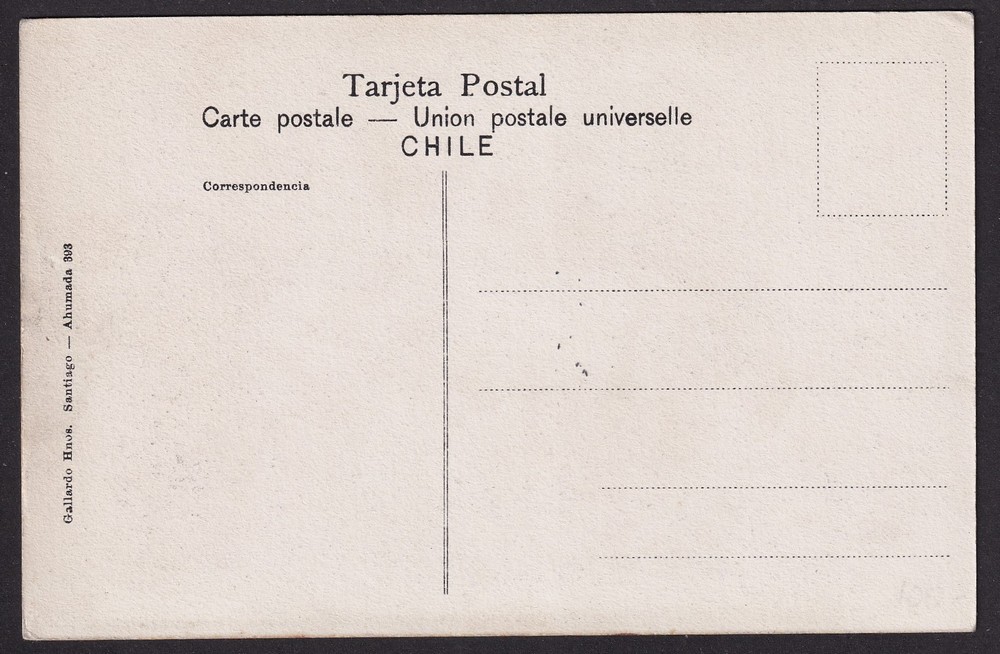 Tarjeta Postal
Carte postale — Union postale universelle
CHILE
Correspondencia
Gallardo Hnos. Santiago — Ahumada 393